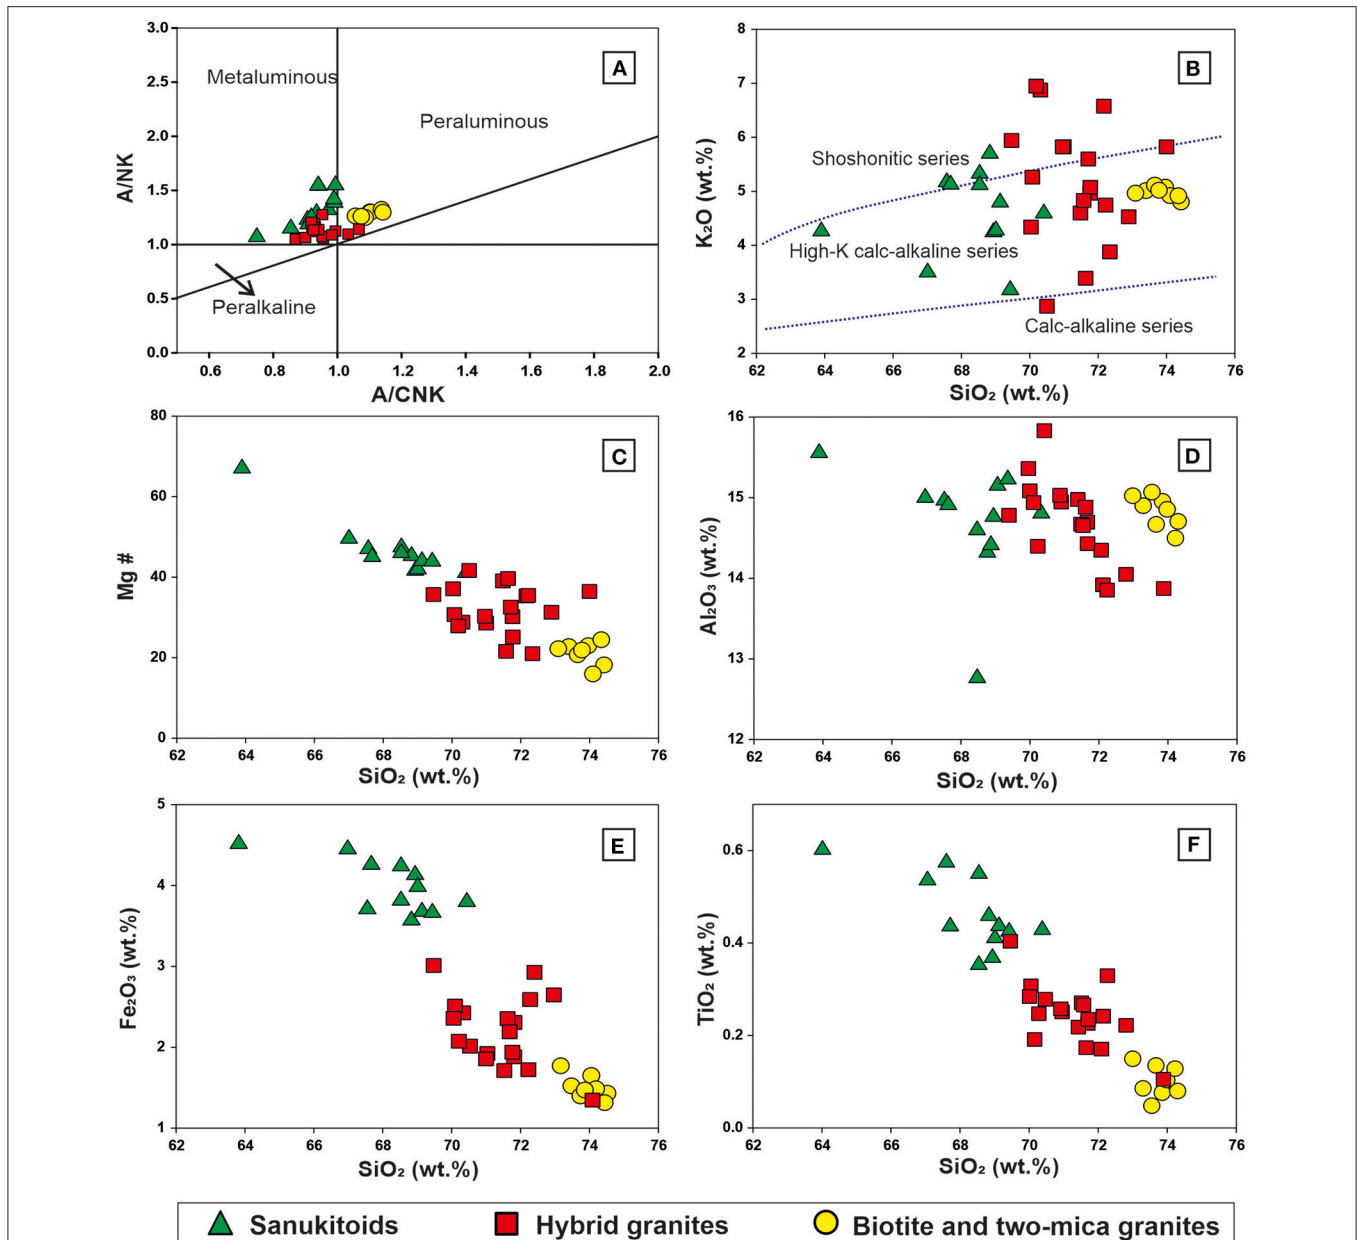 A
Metaluminous
Peraluminous
Peralkaline
A/NK
3.0
2.5
2.0
1.5
1.0
0.5
0.0
0.6 0.8 1.0 1.2 1.4 1.6 1.8 2.0
A/CNK
B
Shoshonitic series
High-K calc-alkaline series
Calc-alkaline series
K₂O (wt.%)
8
7
6
5
4
3
2
62 64 66 68 70 72 74 76
SiO₂ (wt.%)
C
Mg #
80
60
40
20
0
62 64 66 68 70 72 74 76
SiO₂ (wt.%)
D
Al₂O₃ (wt.%)
16
15
14
13
12
62 64 66 68 70 72 74 76
SiO₂ (wt.%)
E
Fe₂O₃ (wt.%)
5
4
3
2
1
62 64 66 68 70 72 74 76
SiO₂ (wt.%)
F
TiO₂ (wt.%)
0.6
0.4
0.2
0.0
62 64 66 68 70 72 74 76
SiO₂ (wt.%)
Sanukitoids Hybrid granites Biotite and two-mica granites